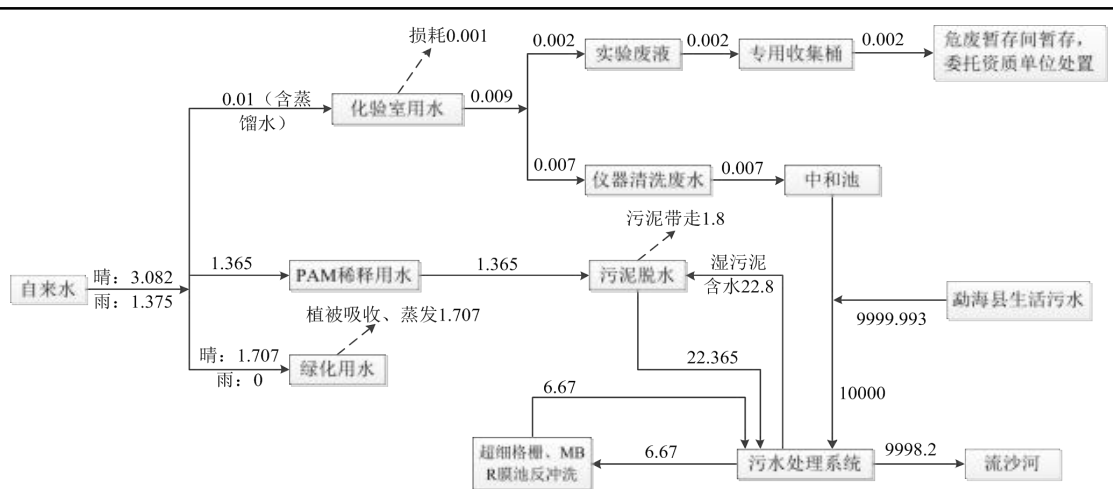 损耗0.001
0.002
实验废液
0.002
专用收集桶
0.002
危废暂存间暂存，
委托资质单位处置
0.01（含蒸
馏水）
化验室用水
0.009
0.007
仪器清洗废水
0.007
中和池
污泥带走1.8
自来水
晴：3.082
雨：1.375
1.365
PAM稀释用水
1.365
污泥脱水
湿污泥
含水22.8
勐海县生活污水
9999.993
植被吸收、蒸发1.707
晴：1.707
雨：0
绿化用水
22.365
6.67
10000
超细格栅、MB
R膜池反冲洗
6.67
污水处理系统
9998.2
流沙河